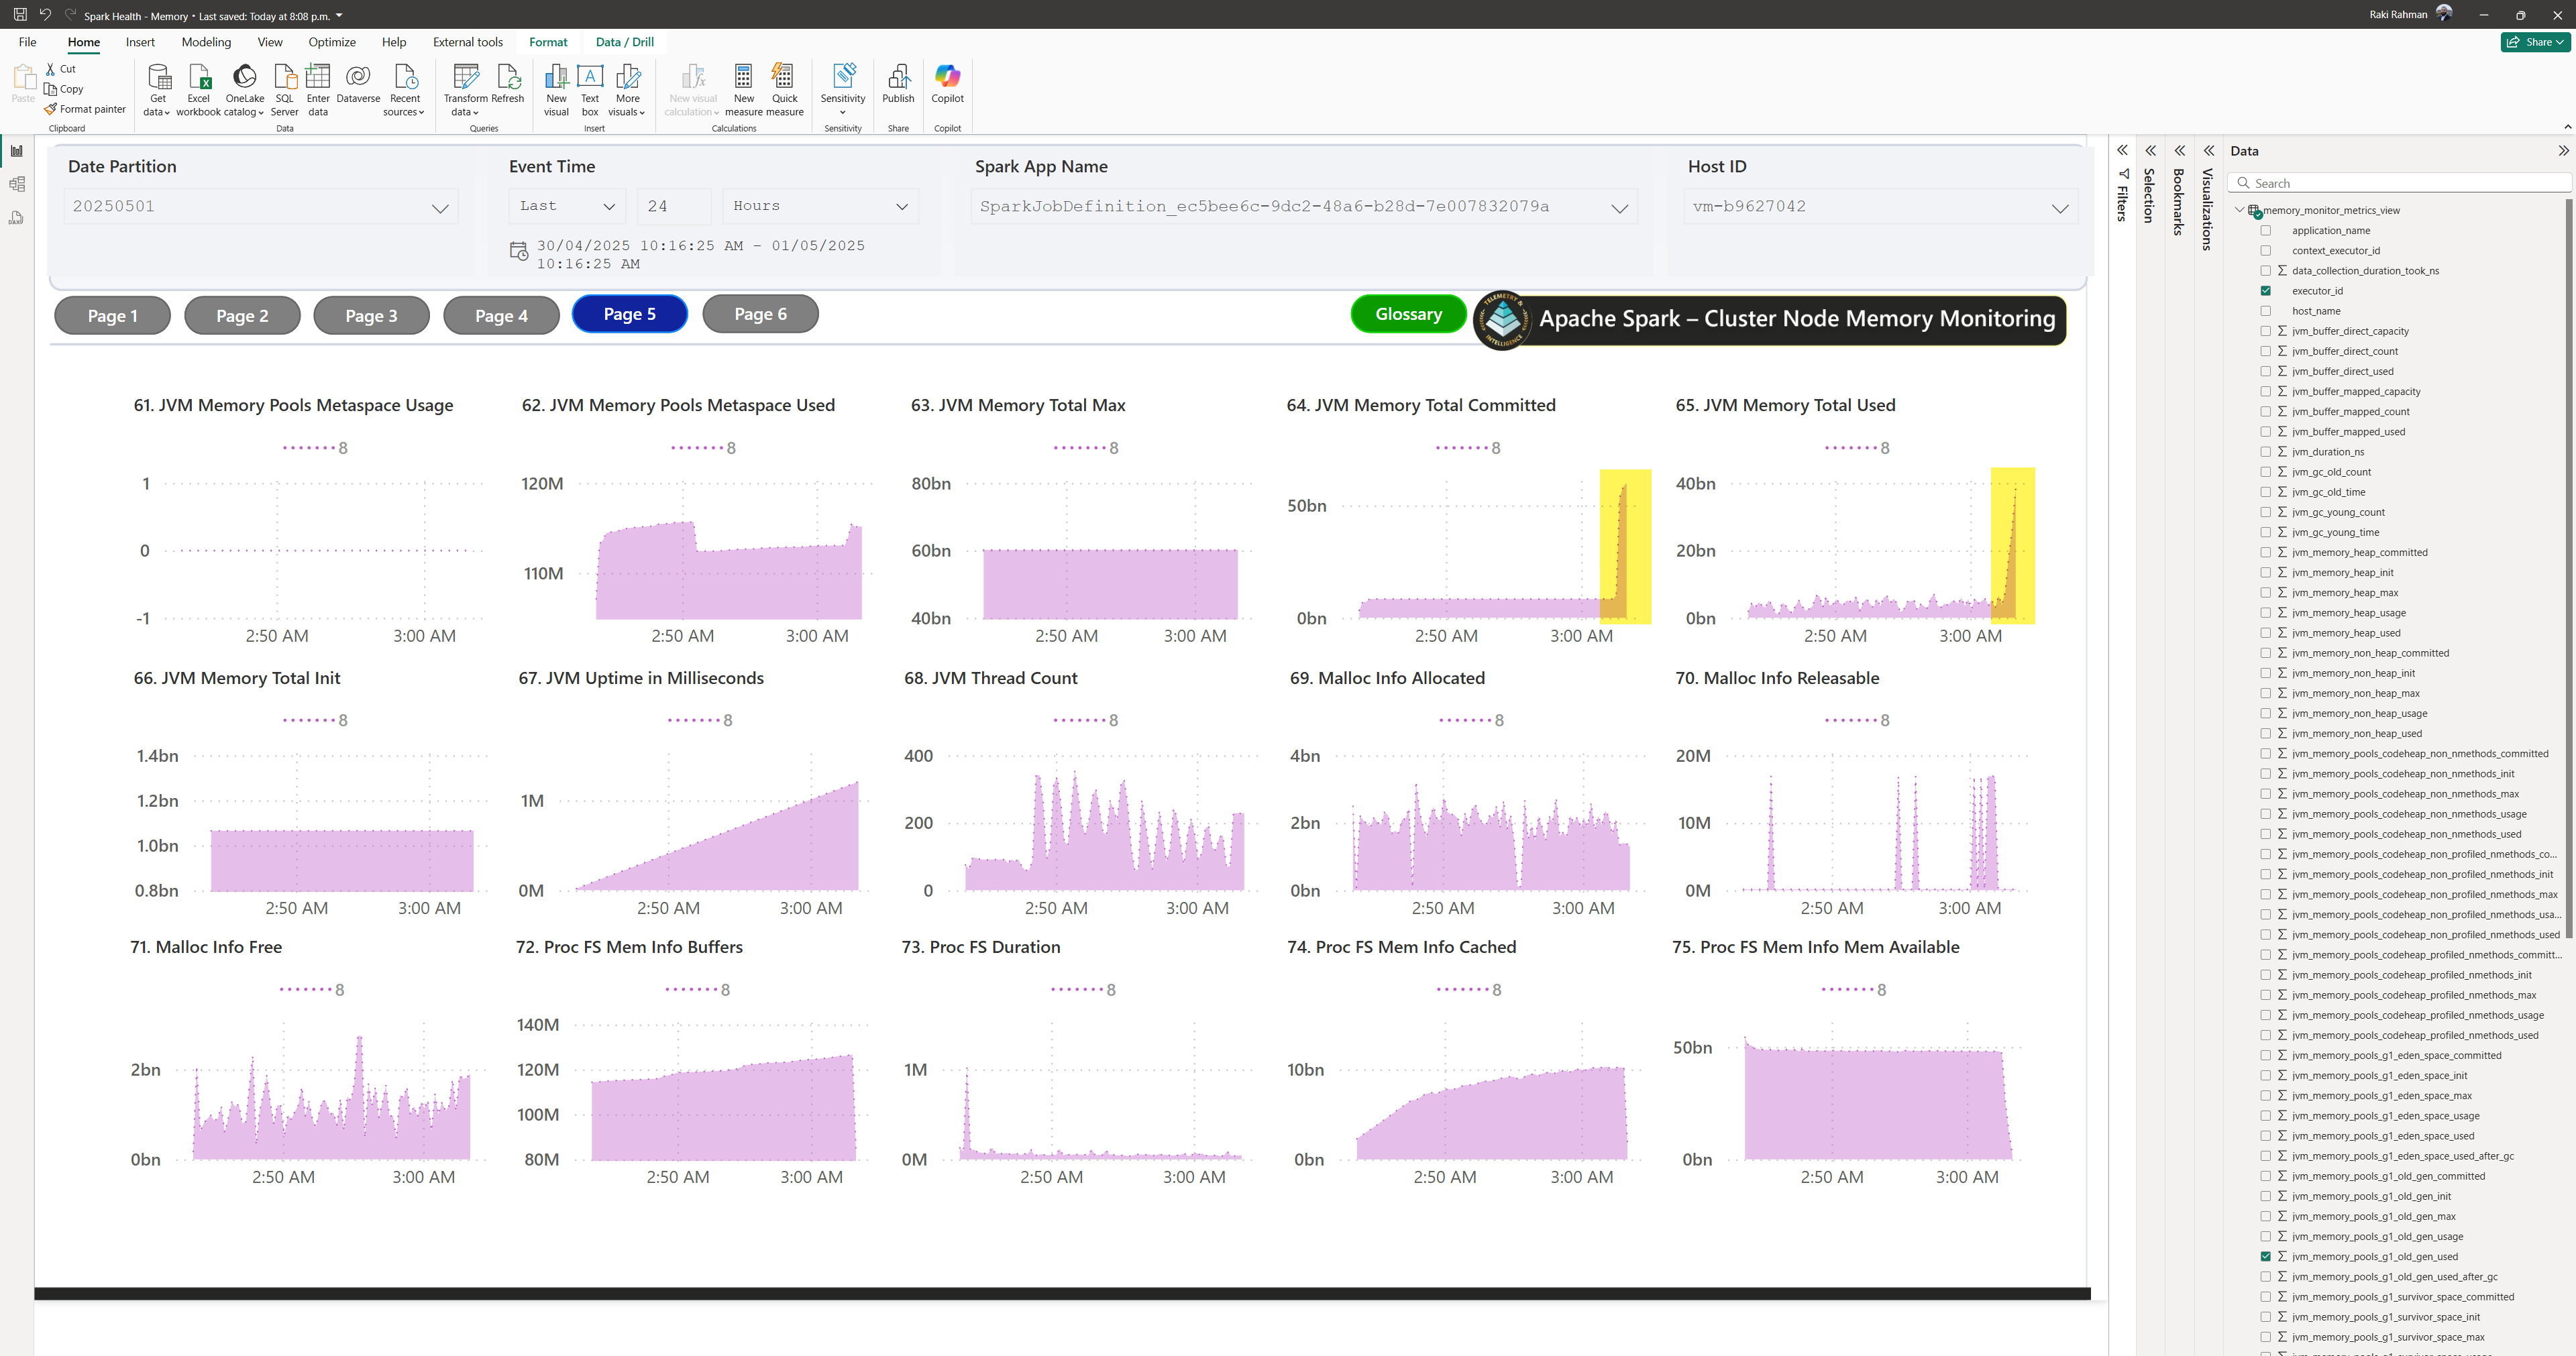 Spark Health - Memory • Last saved: Today at 8:08 p.m.
Raki Rahman
File Home Insert Modeling View Optimize Help External tools Format Data / Drill
Share
Paste
Cut
Copy
Format painter
Clipboard
Get data
Excel workbook
OneLake catalog
SQL Server
Enter data
Dataverse
Recent sources
Data
Transform data
Refresh
Queries
New visual
Text box
More visuals
Insert
New visual calculation
New measure
Quick measure
Calculations
Sensitivity
Sensitivity
Publish
Share
Copilot
Copilot
Date Partition
20250501
Event Time
Last 24 Hours
30/04/2025 10:16:25 AM - 01/05/2025
10:16:25 AM
Spark App Name
SparkJobDefinition_ec5bee6c-9dc2-48a6-b28d-7e007832079a
Host ID
vm-b9627042
Page 1 Page 2 Page 3 Page 4 Page 5 Page 6
Glossary
TELEMETRY &
INTELLIGENCE
Apache Spark – Cluster Node Memory Monitoring
61. JVM Memory Pools Metaspace Usage
8
1
0
-1
2:50 AM 3:00 AM
62. JVM Memory Pools Metaspace Used
8
120M
110M
2:50 AM 3:00 AM
63. JVM Memory Total Max
8
80bn
60bn
40bn
2:50 AM 3:00 AM
64. JVM Memory Total Committed
8
50bn
0bn
2:50 AM 3:00 AM
65. JVM Memory Total Used
8
40bn
20bn
0bn
2:50 AM 3:00 AM
66. JVM Memory Total Init
8
1.4bn
1.2bn
1.0bn
0.8bn
2:50 AM 3:00 AM
67. JVM Uptime in Milliseconds
8
1M
0M
2:50 AM 3:00 AM
68. JVM Thread Count
8
400
200
0
2:50 AM 3:00 AM
69. Malloc Info Allocated
8
4bn
2bn
0bn
2:50 AM 3:00 AM
70. Malloc Info Releasable
8
20M
10M
0M
2:50 AM 3:00 AM
71. Malloc Info Free
8
2bn
0bn
2:50 AM 3:00 AM
72. Proc FS Mem Info Buffers
8
140M
120M
100M
80M
2:50 AM 3:00 AM
73. Proc FS Duration
8
1M
0M
2:50 AM 3:00 AM
74. Proc FS Mem Info Cached
8
10bn
0bn
2:50 AM 3:00 AM
75. Proc FS Mem Info Mem Available
8
50bn
0bn
2:50 AM 3:00 AM
Filters
Selection
Bookmarks
Visualizations
Data
Search
memory_monitor_metrics_view
application_name
context_executor_id
data_collection_duration_took_ns
executor_id
host_name
jvm_buffer_direct_capacity
jvm_buffer_direct_count
jvm_buffer_direct_used
jvm_buffer_mapped_capacity
jvm_buffer_mapped_count
jvm_buffer_mapped_used
jvm_duration_ns
jvm_gc_old_count
jvm_gc_old_time
jvm_gc_young_count
jvm_gc_young_time
jvm_memory_heap_committed
jvm_memory_heap_init
jvm_memory_heap_max
jvm_memory_heap_usage
jvm_memory_heap_used
jvm_memory_non_heap_committed
jvm_memory_non_heap_init
jvm_memory_non_heap_max
jvm_memory_non_heap_usage
jvm_memory_non_heap_used
jvm_memory_pools_codeheap_non_nmethods_committed
jvm_memory_pools_codeheap_non_nmethods_init
jvm_memory_pools_codeheap_non_nmethods_max
jvm_memory_pools_codeheap_non_nmethods_usage
jvm_memory_pools_codeheap_non_nmethods_used
jvm_memory_pools_codeheap_non_profiled_nmethods_co...
jvm_memory_pools_codeheap_non_profiled_nmethods_init
jvm_memory_pools_codeheap_non_profiled_nmethods_max
jvm_memory_pools_codeheap_non_profiled_nmethods_usa...
jvm_memory_pools_codeheap_non_profiled_nmethods_used
jvm_memory_pools_codeheap_profiled_nmethods_committ...
jvm_memory_pools_codeheap_profiled_nmethods_init
jvm_memory_pools_codeheap_profiled_nmethods_max
jvm_memory_pools_codeheap_profiled_nmethods_usage
jvm_memory_pools_codeheap_profiled_nmethods_used
jvm_memory_pools_g1_eden_space_committed
jvm_memory_pools_g1_eden_space_init
jvm_memory_pools_g1_eden_space_max
jvm_memory_pools_g1_eden_space_usage
jvm_memory_pools_g1_eden_space_used
jvm_memory_pools_g1_eden_space_used_after_gc
jvm_memory_pools_g1_old_gen_committed
jvm_memory_pools_g1_old_gen_init
jvm_memory_pools_g1_old_gen_max
jvm_memory_pools_g1_old_gen_usage
jvm_memory_pools_g1_old_gen_used
jvm_memory_pools_g1_old_gen_used_after_gc
jvm_memory_pools_g1_survivor_space_committed
jvm_memory_pools_g1_survivor_space_init
jvm_memory_pools_g1_survivor_space_max